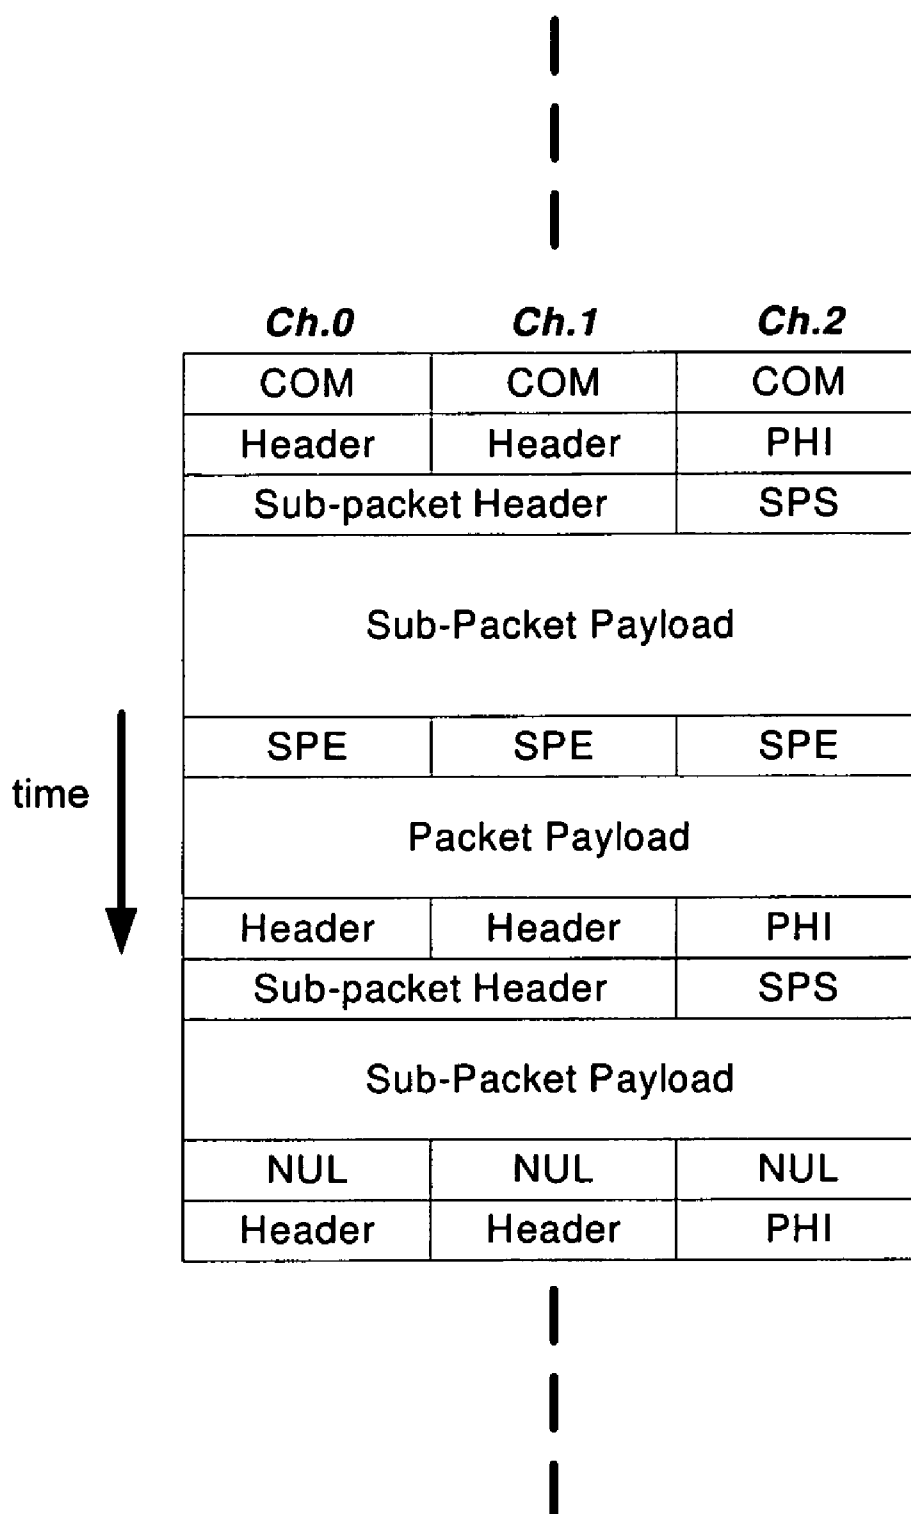 Ch.0 Ch.1 Ch.2
COM COM COM
Header Header PHI
Sub-packet Header SPS
Sub-Packet Payload
SPE SPE SPE
time
Packet Payload
Header Header PHI
Sub-packet Header SPS
Sub-Packet Payload
NUL NUL NUL
Header Header PHI